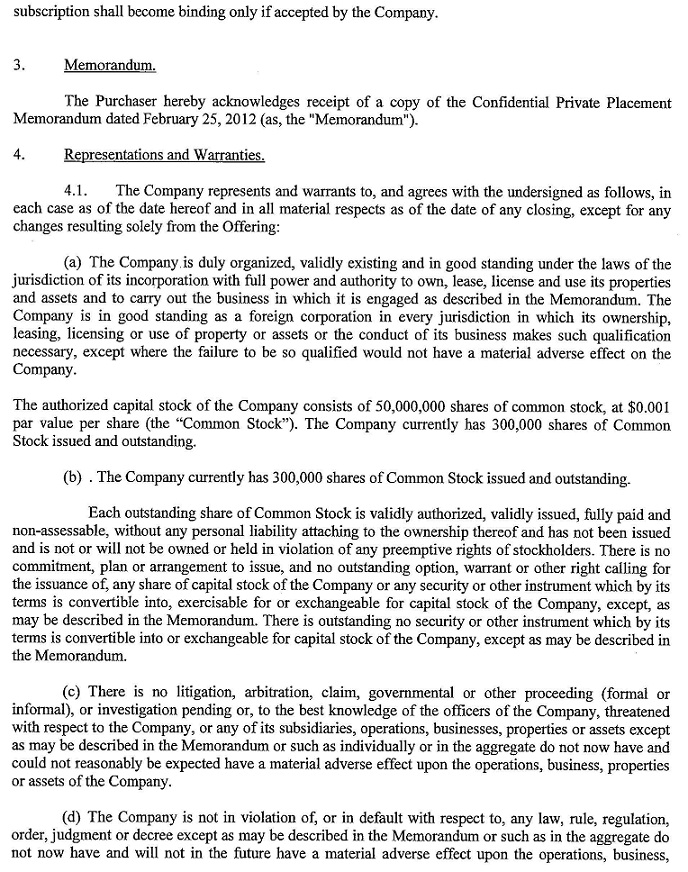 subscription shall become binding only if accepted by the Company.
3. Memorandum.
The Purchaser hereby acknowledges receipt of a copy of the Confidential Private Placement
Memorandum dated February 25, 2012 (as, the "Memorandum").
4. Representations and Warranties.
4.1. The Company represents and warrants to, and agrees with the undersigned as follows, in
each case as of the date hereof and in all material respects as of the date of any closing, except for any
changes resulting solely from the Offering:
(a) The Company is duly organized, validly existing and in good standing under the laws of the
jurisdiction of its incorporation with full power and authority to own, lease, license and use its properties
and assets and to carry out the business in which it is engaged as described in the Memorandum. The
Company is in good standing as a foreign corporation in every jurisdiction in which its ownership,
leasing, licensing or use of property or assets or the conduct of its business makes such qualification
necessary, except where the failure to be so qualified would not have a material adverse effect on the
Company.
The authorized capital stock of the Company consists of 50,000,000 shares of common stock, at $0.001
par value per share (the “Common Stock”). The Company currently has 300,000 shares of Common
Stock issued and outstanding.
(b) . The Company currently has 300,000 shares of Common Stock issued and outstanding.
Each outstanding share of Common Stock is validly authorized, validly issued, fully paid and
non-assessable, without any personal liability attaching to the ownership thereof and has not been issued
and is not or will not be owned or held in violation of any preemptive rights of stockholders. There is no
commitment, plan or arrangement to issue, and no outstanding option, warrant or other right calling for
the issuance of, any share of capital stock of the Company or any security or other instrument which by its
terms is convertible into, exercisable for or exchangeable for capital stock of the Company, except, as
may be described in the Memorandum. There is outstanding no security or other instrument which by its
terms is convertible into or exchangeable for capital stock of the Company, except as may be described in
the Memorandum.
(c) There is no litigation, arbitration, claim, governmental or other proceeding (formal or
informal), or investigation pending or, to the best knowledge of the officers of the Company, threatened
with respect to the Company, or any of its subsidiaries, operations, businesses, properties or assets except
as may be described in the Memorandum or such as individually or in the aggregate do not now have and
could not reasonably be expected have a material adverse effect upon the operations, business, properties
or assets of the Company.
(d) The Company is not in violation of, or in default with respect to, any law, rule, regulation,
order, judgment or decree except as may be described in the Memorandum or such as in the aggregate do
not now have and will not in the future have a material adverse effect upon the operations, business,